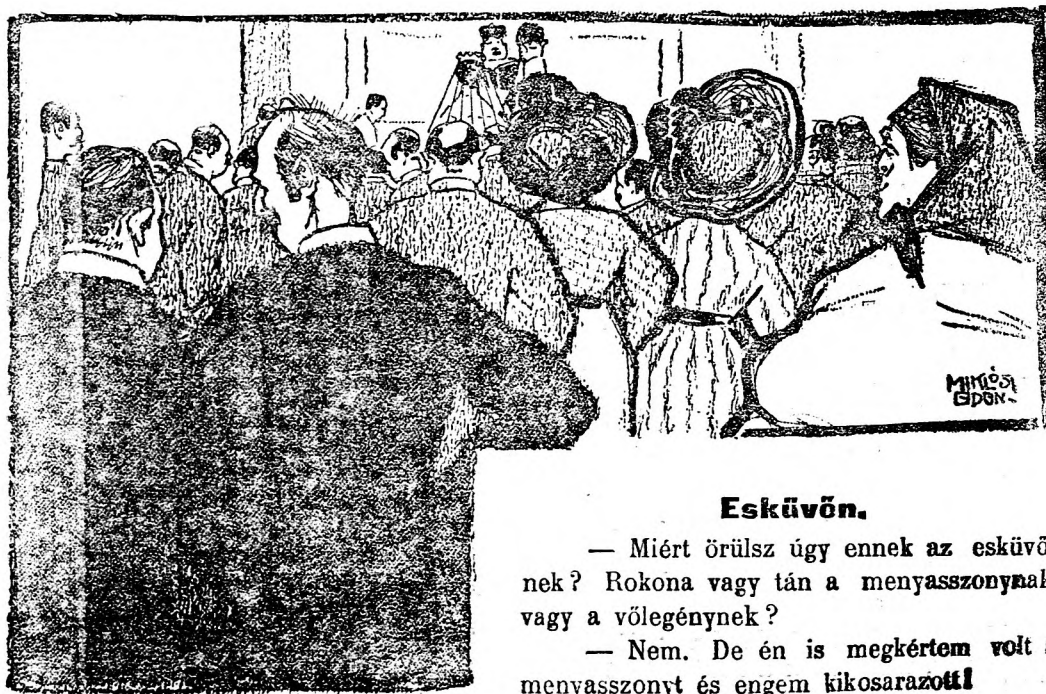 MIKLÓSI
ÖDÖN
Esküvőn.
— Miért örülsz úgy ennek az esküvő
nek? Rokona vagy tán a menyasszonynak
vagy a vőlegénynek?
— Nem. De én is megkértem volt
menyasszonyt és engem kikosarazott!